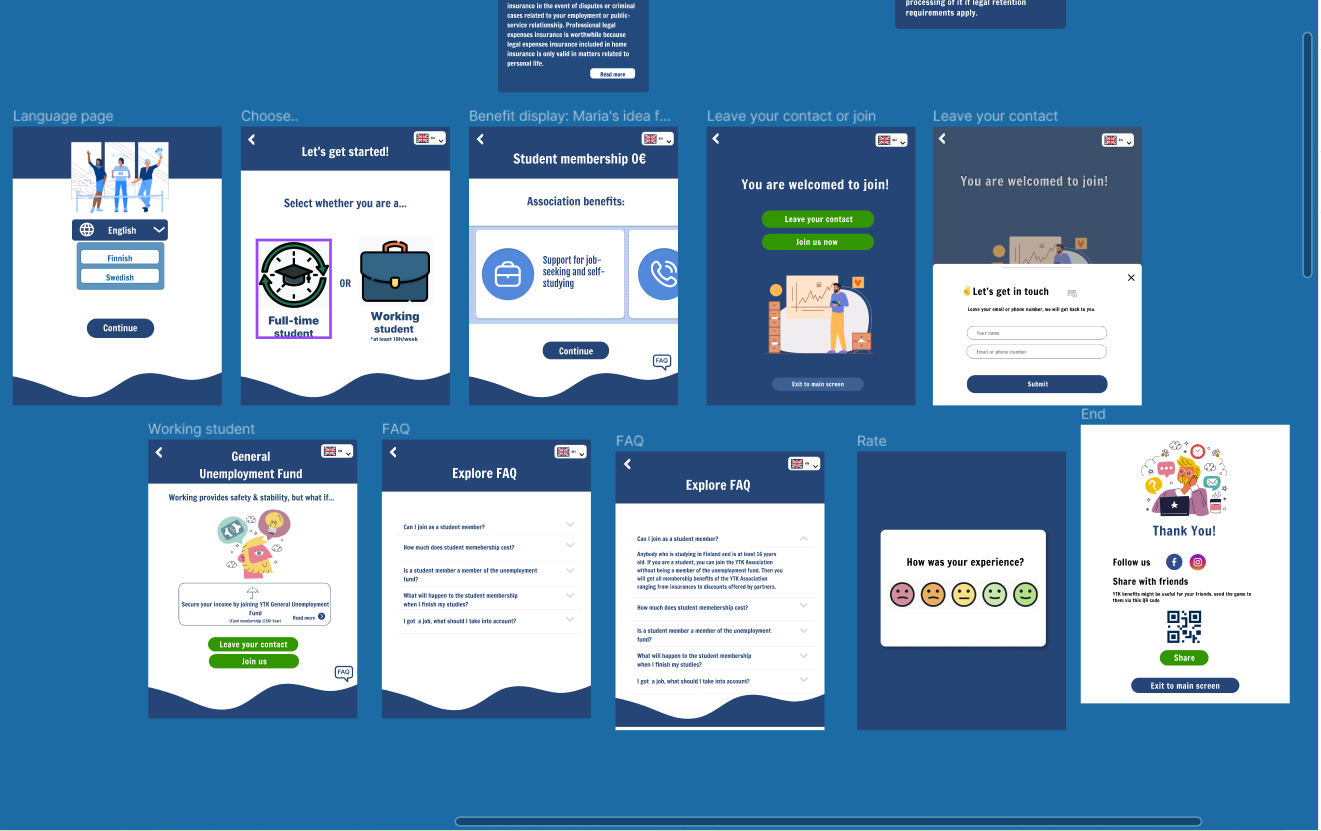 insurance in the event of disputes or criminal
cases related to your employment or public-
service relationship. Professional legal
expenses insurance is worthwhile because
legal expenses insurance included in home
insurance is only valid in matters related to
personal life.
Read more
processing of it if legal retention
requirements apply.
Language page
English
Finnish
Swedish
Continue
Choose..
EN
Let's get started!
Select whether you are a...
OR
Full-time
student
Working
student
*at least 18h/week
Benefit display: Maria's idea f...
EN
Student membership 0€
Association benefits:
Support for job-
seeking and self-
studying
Continue
FAQ
Leave your contact or join
EN
You are welcomed to join!
Leave your contact
Join us now
Exit to main screen
Leave your contact
EN
You are welcomed to join!
Let's get in touch
Leave your email or phone number, we will get back to you.
Your name
Email or phone number
Submit
Working student
EN
General
Unemployment Fund
Working provides safety & stability, but what if...
Secure your income by joining YTK General Unemployment
Fund
Read more
Leave your contact
Join us
FAQ
FAQ
EN
Explore FAQ
Can I join as a student member?
How much does student memebership cost?
Is a student member a member of the unemployment
fund?
What will happen to the student membership
when I finish my studies?
I got a job, what should I take into account?
FAQ
EN
Explore FAQ
Can I join as a student member?
Anybody who is studying in Finland and is at least 16 years
old. If you are a student, you can join the YTK Association
without being a member of the unemployment fund. Then you
will get all membership benefits of the YTK Association
ranging from insurances to discounts offered by partners.
How much does student memebership cost?
Is a student member a member of the unemployment
fund?
What will happen to the student membership
when I finish my studies?
I got a job, what should I take into account?
Rate
How was your experience?
End
Thank You!
Follow us
Share with friends
YTK benefits might be useful for your friends, send the game to
them via this QR code
Share
Exit to main screen